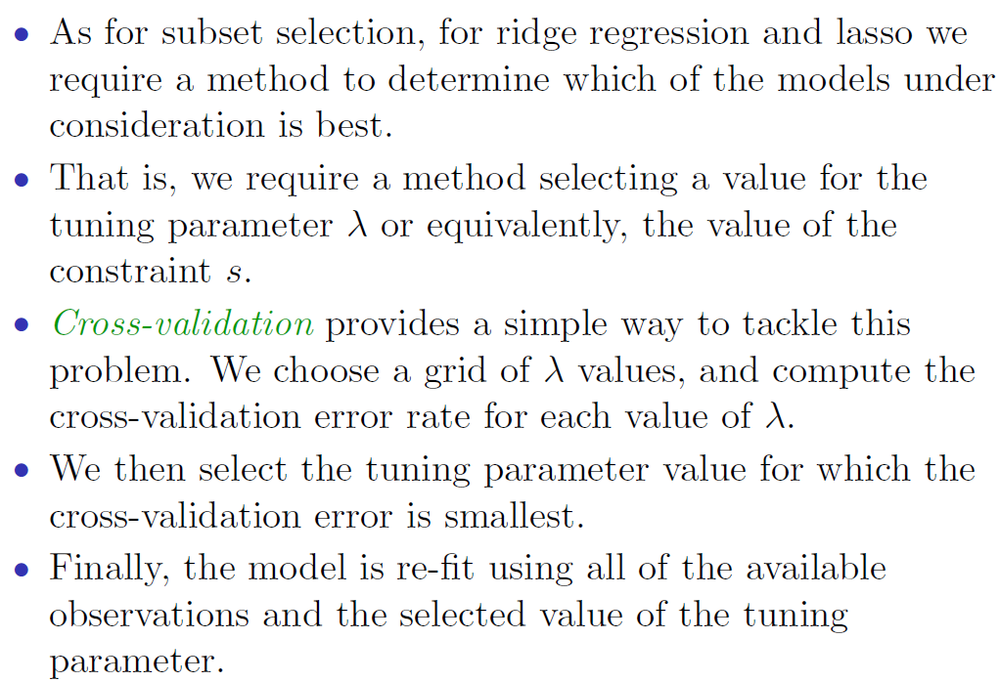 • As for subset selection, for ridge regression and lasso we
require a method to determine which of the models under
consideration is best.
• That is, we require a method selecting a value for the
tuning parameter λ or equivalently, the value of the
constraint s.
• Cross-validation provides a simple way to tackle this
problem. We choose a grid of λ values, and compute the
cross-validation error rate for each value of λ.
• We then select the tuning parameter value for which the
cross-validation error is smallest.
• Finally, the model is re-fit using all of the available
observations and the selected value of the tuning
parameter.